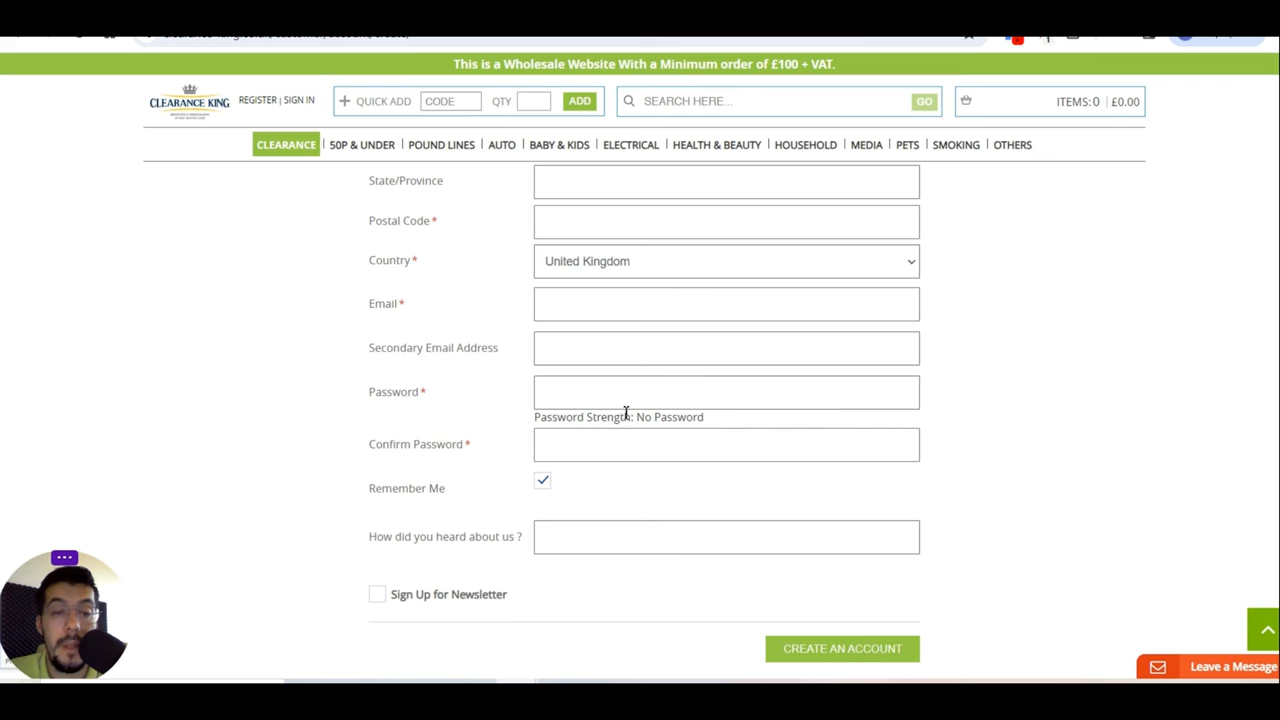 This is a Wholesale Website With a Minimum order of £100 + VAT.
CLEARANCE KING
REGISTER | SIGN IN
QUICK ADD CODE QTY ADD
SEARCH HERE... GO
ITEMS: 0 | £0.00
CLEARANCE | 50P & UNDER | POUND LINES | AUTO | BABY & KIDS | ELECTRICAL | HEALTH & BEAUTY | HOUSEHOLD | MEDIA | PETS | SMOKING | OTHERS
State/Province
Postal Code*
Country* United Kingdom
Email*
Secondary Email Address
Password*
Password Strength: No Password
Confirm Password*
Remember Me
How did you heard about us ?
Sign Up for Newsletter
CREATE AN ACCOUNT
Leave a Message